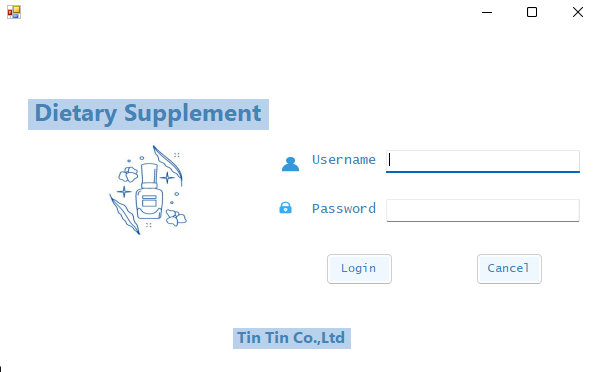 Dietary Supplement
Username
Password
Login
Cancel
Tin Tin Co.,Ltd